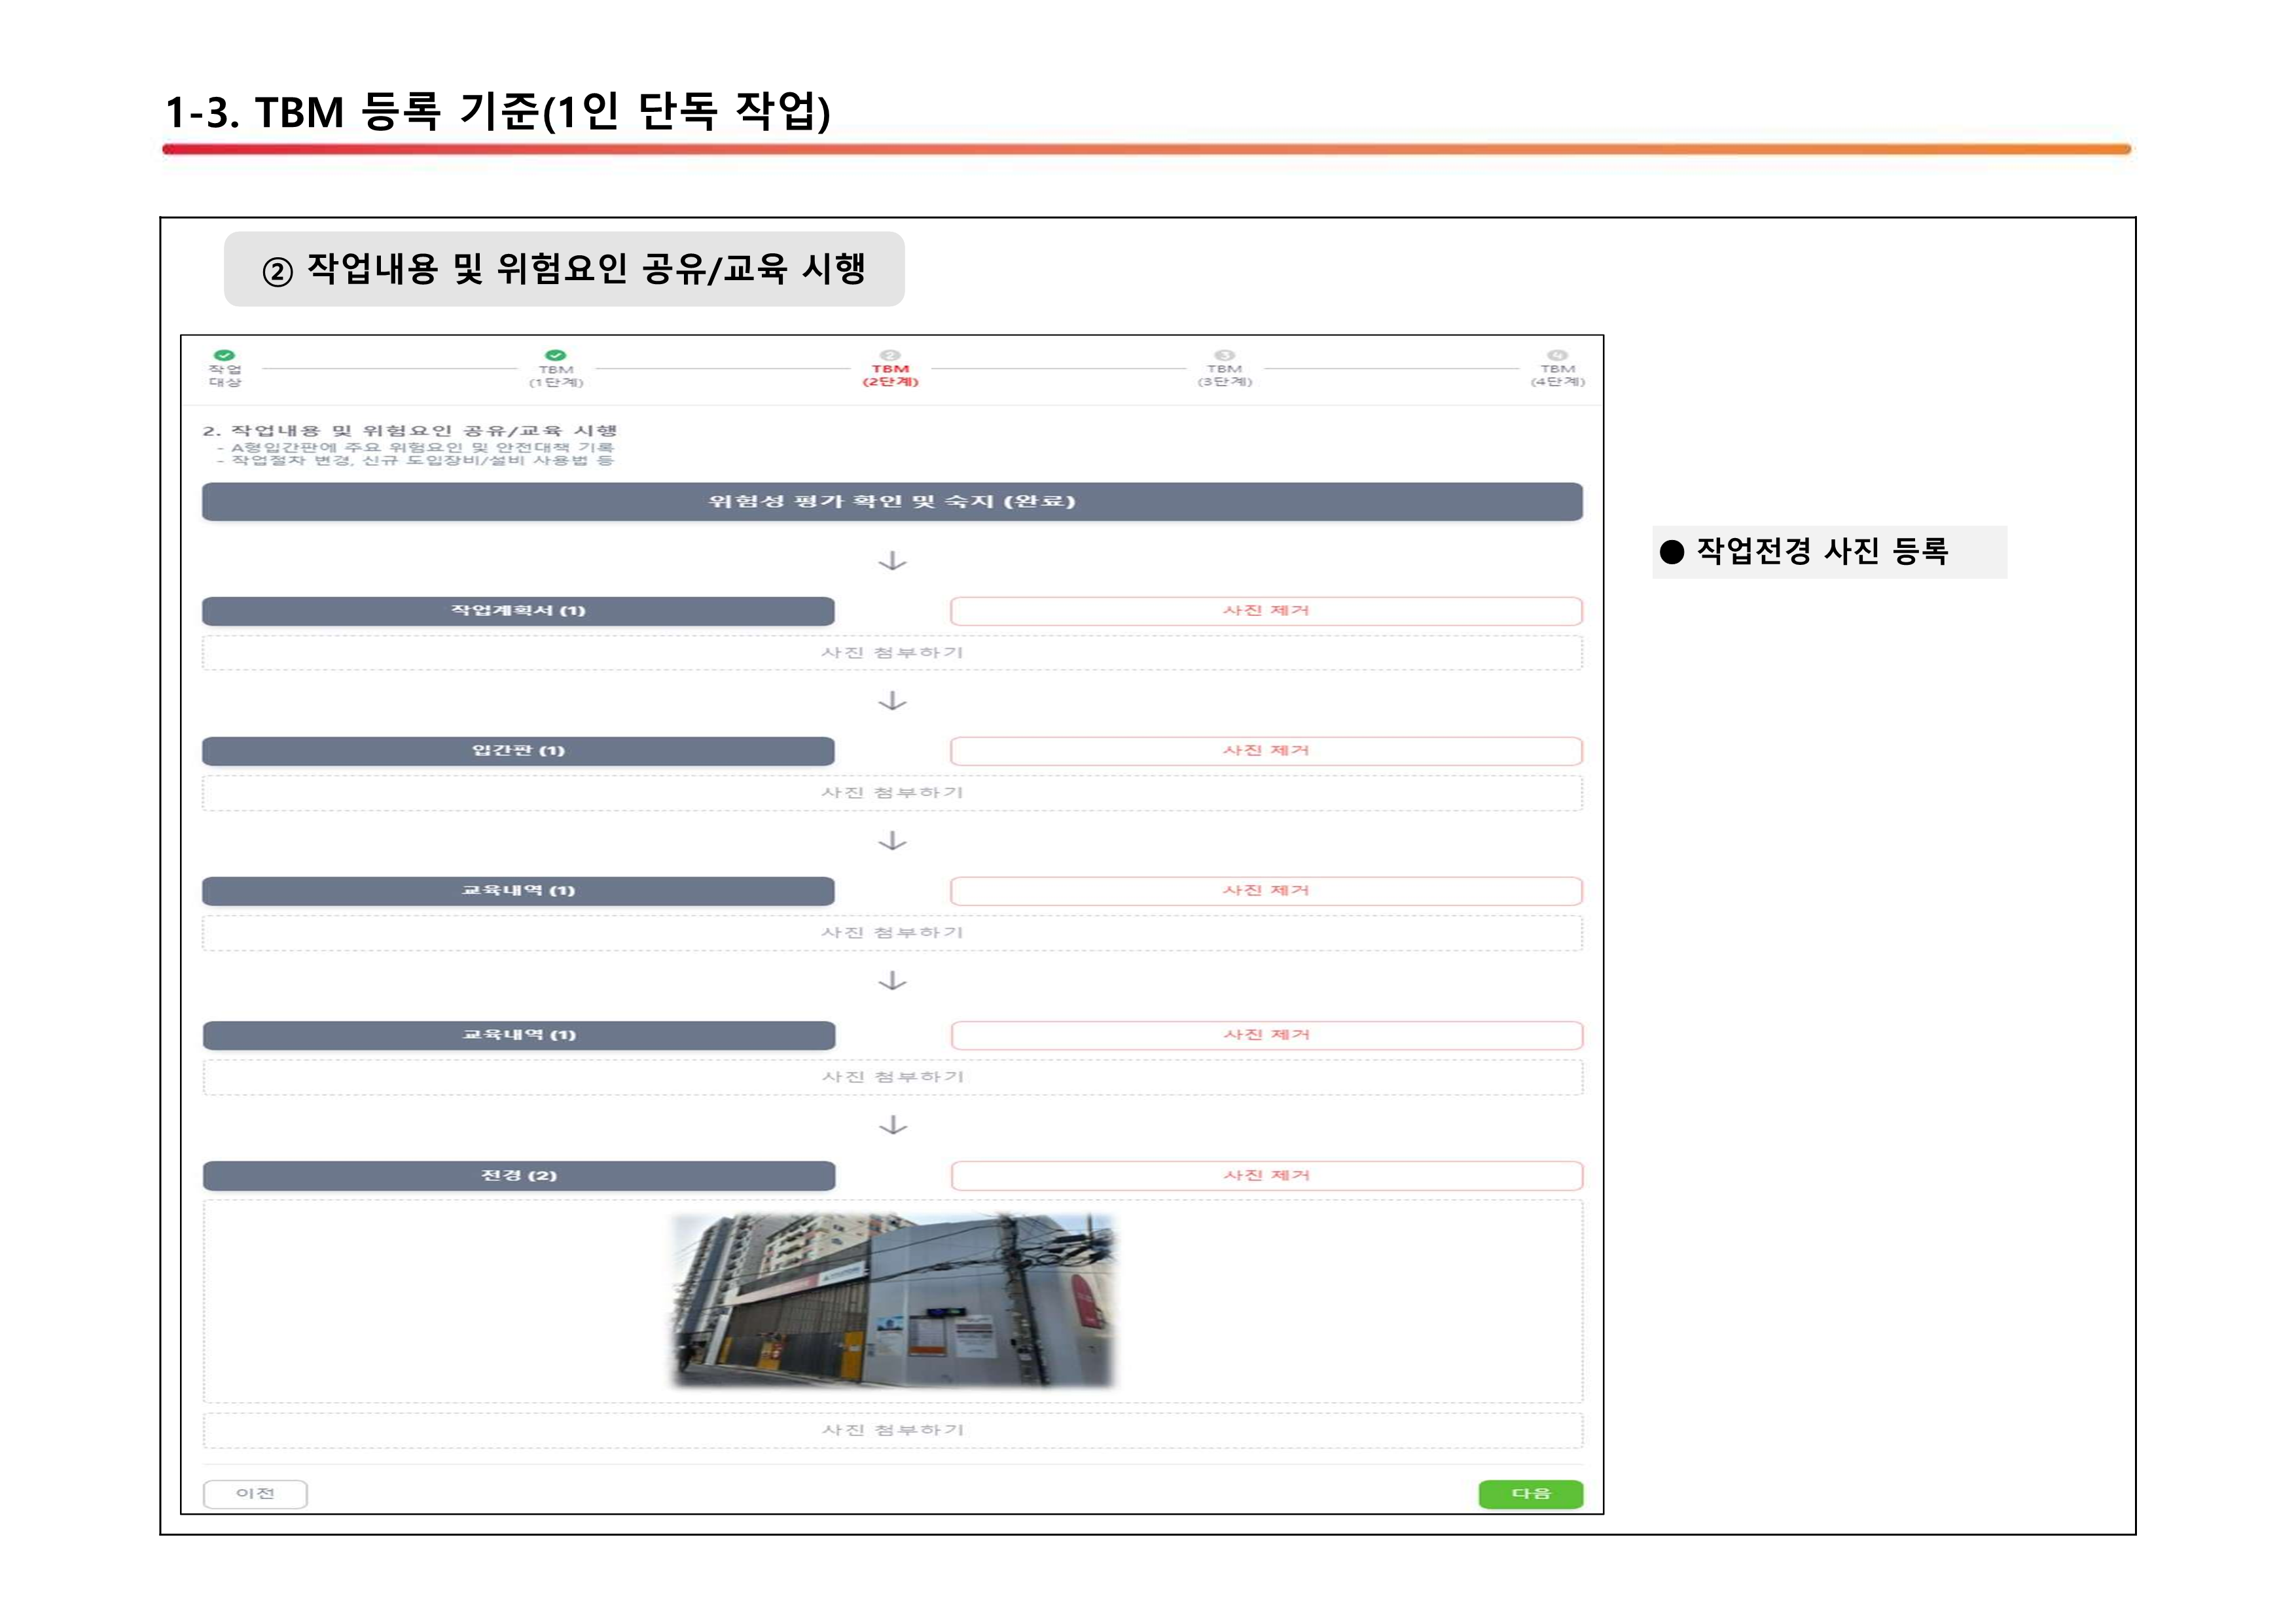 1-3. TBM 등록 기준(1인 단독 작업)
② 작업내용 및 위험요인 공유/교육 시행
작업
대상
TBM
(1단계)
2
TBM
(2단계)
3
TBM
(3단계)
4
TBM
(4단계)
2. 작업내용 및 위험요인 공유/교육 시행
- A형입간판에 주요 위험요인 및 안전대책 기록
- 작업절차 변경, 신규 도입장비/설비 사용법 등
위험성 평가 확인 및 숙지 (완료)
● 작업전경 사진 등록
작업계획서 (1)
사진 제거
사진 첨부하기
입간판 (1)
사진 제거
사진 첨부하기
교육내역 (1)
사진 제거
사진 첨부하기
교육내역 (1)
사진 제거
사진 첨부하기
전경 (2)
사진 제거
사진 첨부하기
이전
다음